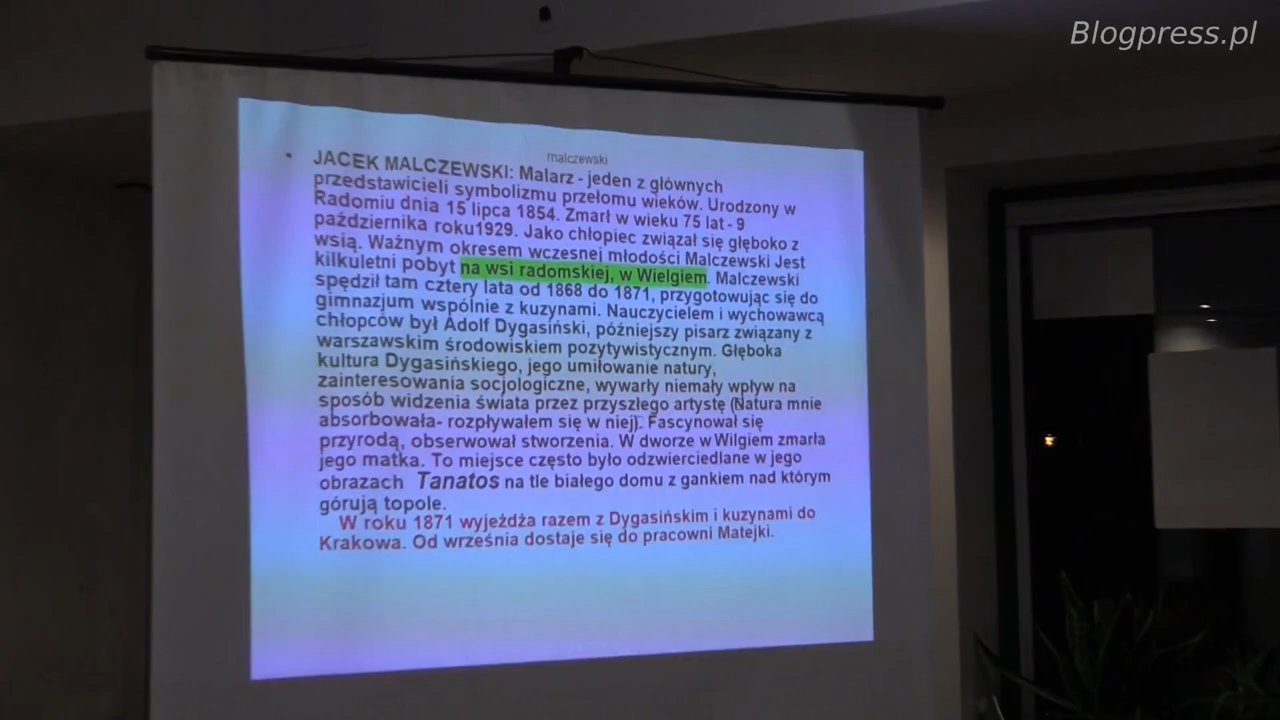 Blogpress.pl
malczewski
• JACEK MALCZEWSKI: Malarz - jeden z głównych
przedstawicieli symbolizmu przełomu wieków. Urodzony w
Radomiu dnia 15 lipca 1854. Zmarł w wieku 75 lat - 9
października roku1929. Jako chłopiec związał się głęboko z
wsią. Ważnym okresem wczesnej młodości Malczewski Jest
kilkuletni pobyt na wsi radomskiej, w Wielgiem. Malczewski
spędził tam cztery lata od 1868 do 1871, przygotowując się do
gimnazjum wspólnie z kuzynami. Nauczycielem i wychowawcą
chłopców był Adolf Dygasiński, późniejszy pisarz związany z
warszawskim środowiskiem pozytywistycznym. Głęboka
kultura Dygasińskiego, jego umiłowanie natury,
zainteresowania socjologiczne, wywarły niemały wpływ na
sposób widzenia świata przez przyszłego artystę (Natura mnie
absorbowała- rozpływałem się w niej). Fascynował się
przyrodą, obserwował stworzenia. W dworze w Wilgiem zmarła
jego matka. To miejsce często było odzwierciedlane w jego
obrazach Tanatos na tle białego domu z gankiem nad którym
górują topole.
W roku 1871 wyjeżdża razem z Dygasińskim i kuzynami do
Krakowa. Od września dostaje się do pracowni Matejki.